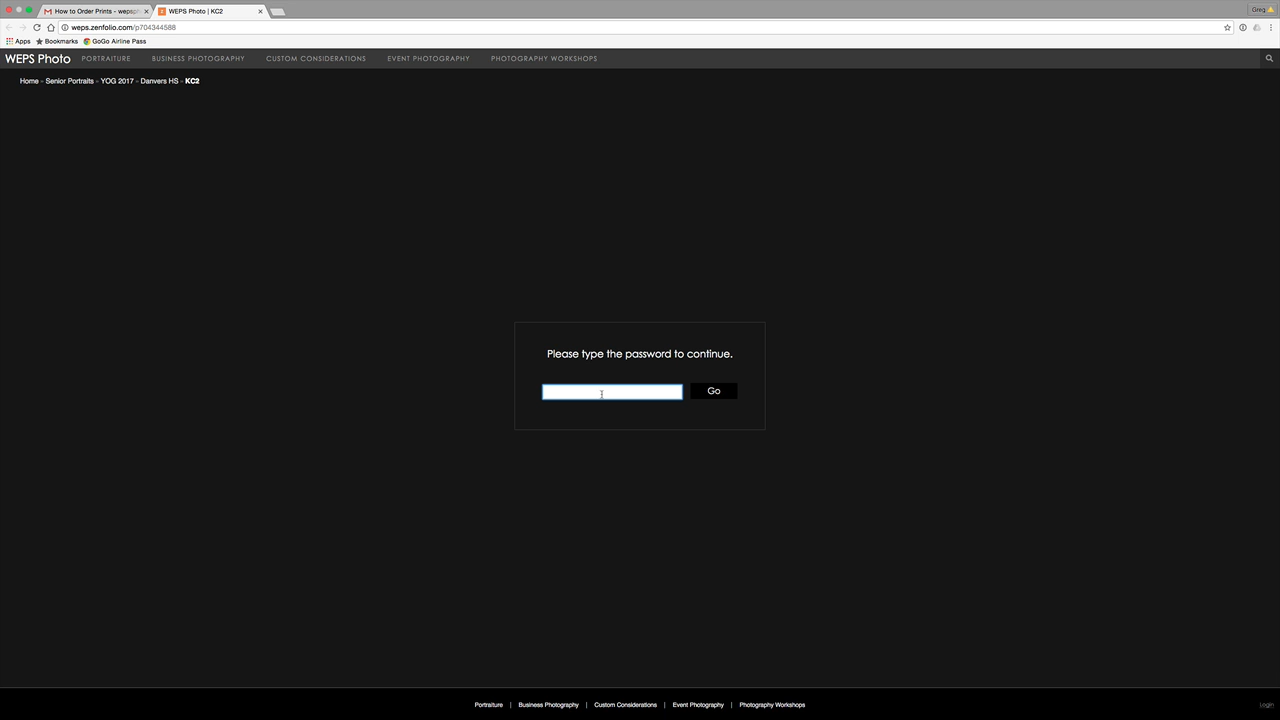 How to Order Prints - wepsph
WEPS Photo | KC2
Greg
weps.zenfolio.com/p704344588
Apps Bookmarks GoGo Airline Pass
WEPS Photo PORTRAITURE BUSINESS PHOTOGRAPHY CUSTOM CONSIDERATIONS EVENT PHOTOGRAPHY PHOTOGRAPHY WORKSHOPS
Home » Senior Portraits » YOG 2017 » Danvers HS » KC2
Please type the password to continue.
Go
Portraiture | Business Photography | Custom Considerations | Event Photography | Photography Workshops
Login